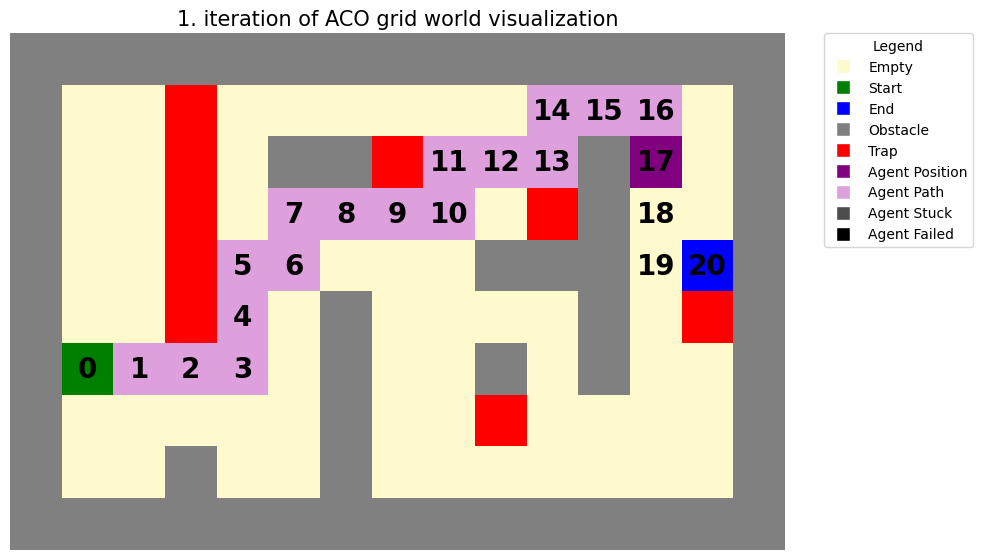 1. iteration of ACO grid world visualization
Legend
Empty
Start
End
Obstacle
Trap
Agent Position
Agent Path
Agent Stuck
Agent Failed
14 15 16
11 12 13 17
7 8 9 10 18
5 6 19 20
4
0 1 2 3